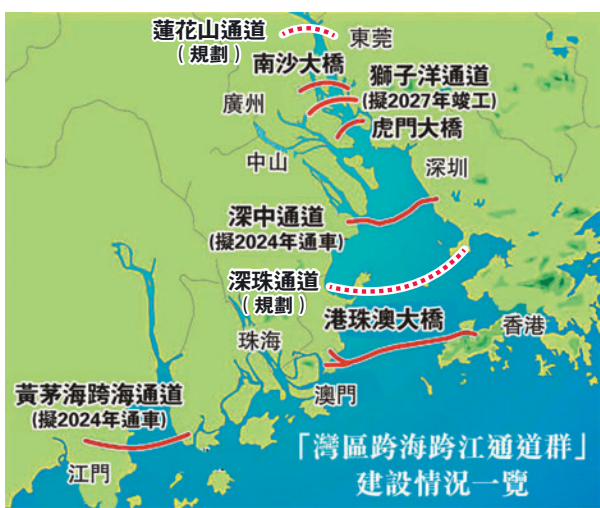 蓮花山通道
（規劃）
東莞
南沙大橋
獅子洋通道
(擬2027年竣工)
廣州
虎門大橋
中山
深圳
深中通道
(擬2024年通車)
深珠通道
（規劃）
港珠澳大橋
香港
珠海
澳門
黃茅海跨海通道
(擬2024年通車)
江門
「灣區跨海跨江通道群」
建設情況一覽